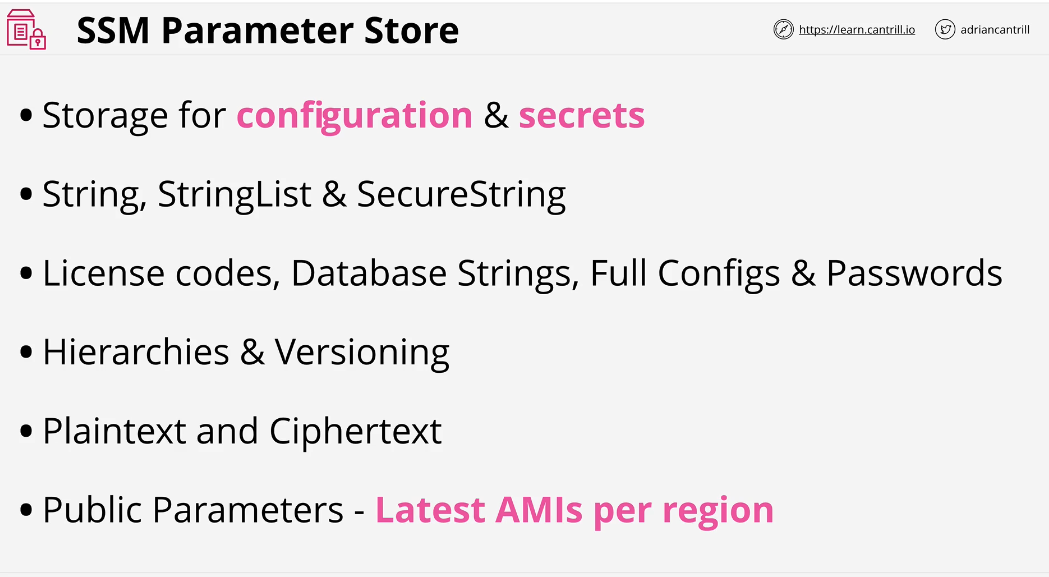 SSM Parameter Store
https://learn.cantrill.io
adriancantrill
• Storage for configuration & secrets
• String, StringList & SecureString
• License codes, Database Strings, Full Configs & Passwords
• Hierarchies & Versioning
• Plaintext and Ciphertext
• Public Parameters - Latest AMIs per region